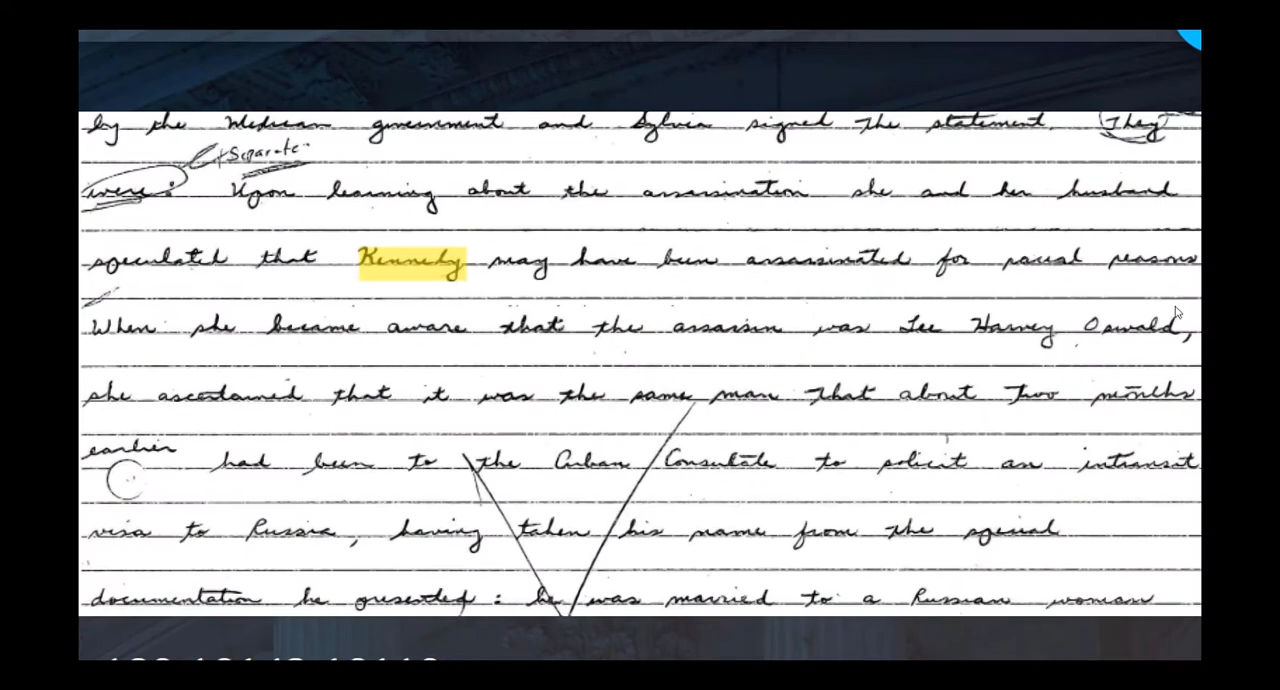 by the Mexican government and Sylvia signed the statement. (They
Separate
were: Upon learning about the assassination she and her husband
speculated that Kennedy may have been assassinated for racial reasons
When she became aware that the assassin was Lee Harvey Oswald,
she ascertained that it was the same man that about two months
earlier had been to the Cuban Consulate to solicit an intransit
visa to Russia, having taken his name from the special
documentation he presented: he was married to a Russian woman